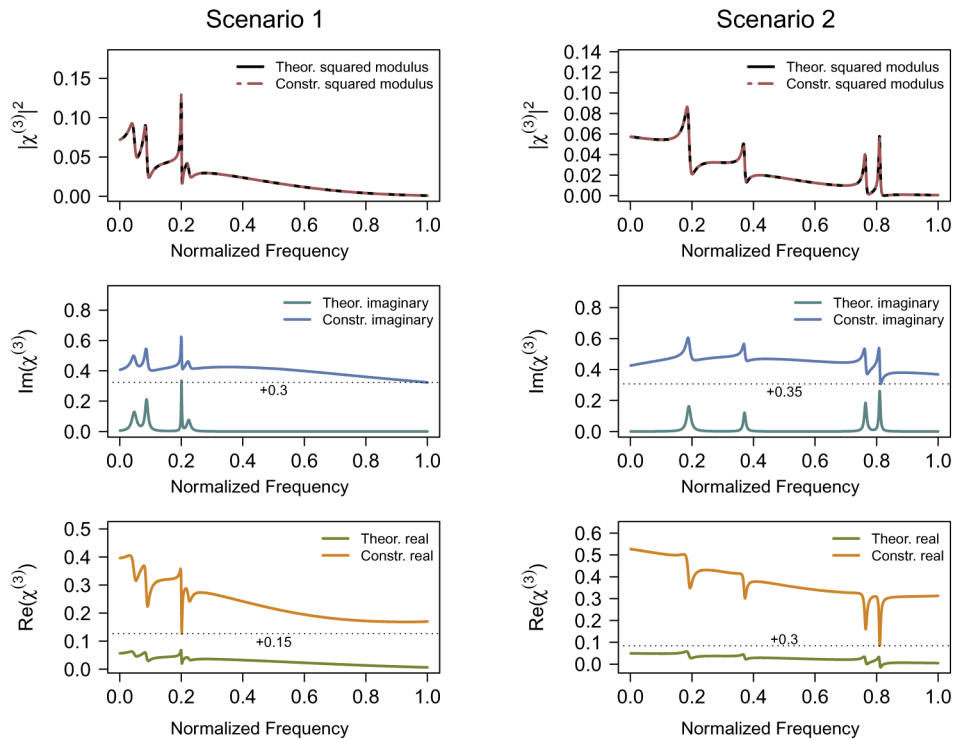 Scenario 1
Scenario 2
Theor. squared modulus
Constr. squared modulus
|χ⁽³⁾|²
0.15
0.10
0.05
0.00
0.0 0.2 0.4 0.6 0.8 1.0
Normalized Frequency
Theor. squared modulus
Constr. squared modulus
|χ⁽³⁾|²
0.14
0.12
0.10
0.08
0.06
0.04
0.02
0.00
0.0 0.2 0.4 0.6 0.8 1.0
Normalized Frequency
Theor. imaginary
Constr. imaginary
Im(χ⁽³⁾)
0.8
0.6
0.4
0.2
0.0
+0.3
0.0 0.2 0.4 0.6 0.8 1.0
Normalized Frequency
Theor. imaginary
Constr. imaginary
Im(χ⁽³⁾)
0.8
0.6
0.4
0.2
0.0
+0.35
0.0 0.2 0.4 0.6 0.8 1.0
Normalized Frequency
Theor. real
Constr. real
Re(χ⁽³⁾)
0.5
0.4
0.3
0.2
0.1
0.0
+0.15
0.0 0.2 0.4 0.6 0.8 1.0
Normalized Frequency
Theor. real
Constr. real
Re(χ⁽³⁾)
0.6
0.5
0.4
0.3
0.2
0.1
0.0
+0.3
0.0 0.2 0.4 0.6 0.8 1.0
Normalized Frequency